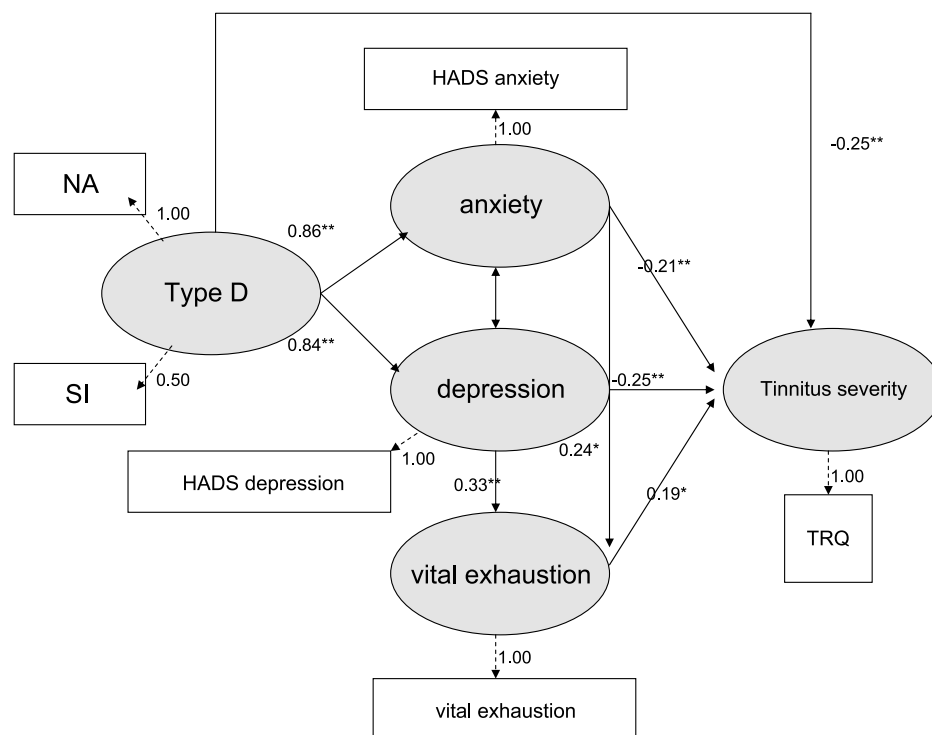 HADS anxiety
1.00
-0.25**
NA
1.00
anxiety
0.86**
-0.21**
Type D
0.84**
0.50
SI
depression
-0.25**
Tinnitus severity
1.00
HADS depression
0.24*
0.33**
1.00
0.19*
TRQ
vital exhaustion
1.00
vital exhaustion